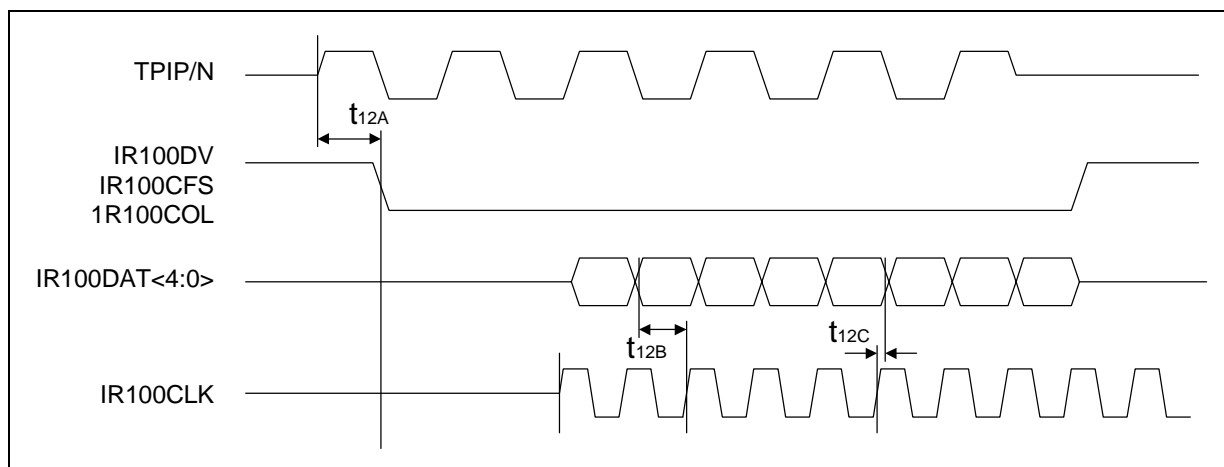 TPIP/N
t12A
IR100DV
IR100CFS
1R100COL
IR100DAT<4:0>
t12B
t12C
IR100CLK